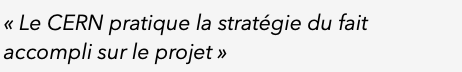 « Le CERN pratique la stratégie du fait
accompli sur le projet »